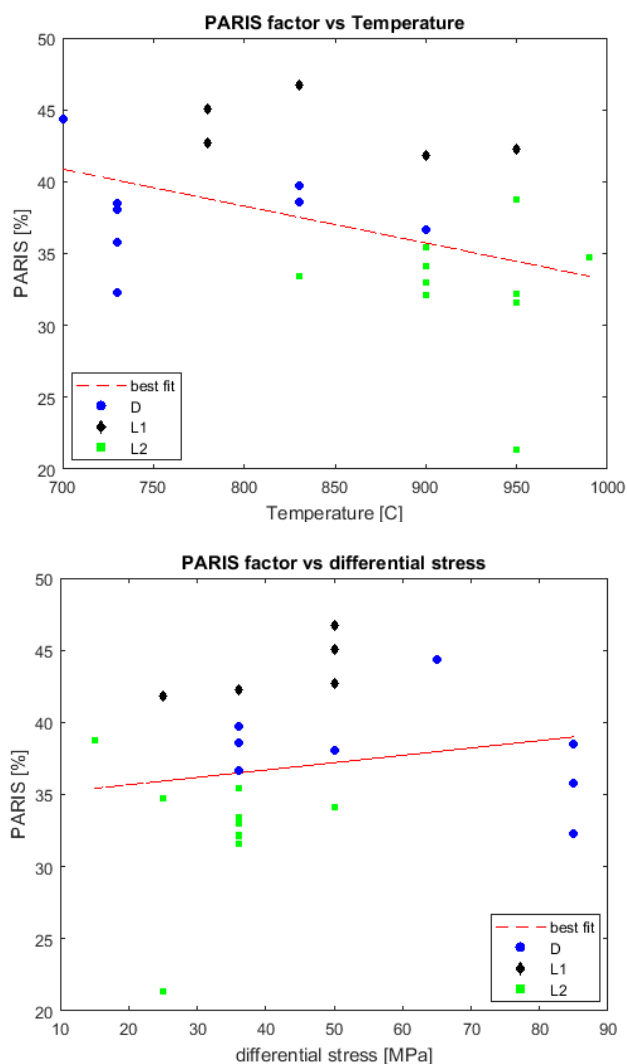 PARIS factor vs Temperature
50
45
40
35
30
25
20
PARIS [%]
best fit
D
L1
L2
700 750 800 850 900 950 1000
Temperature [C]
PARIS factor vs differential stress
50
45
40
35
30
25
20
PARIS [%]
best fit
D
L1
L2
10 20 30 40 50 60 70 80 90
differential stress [MPa]